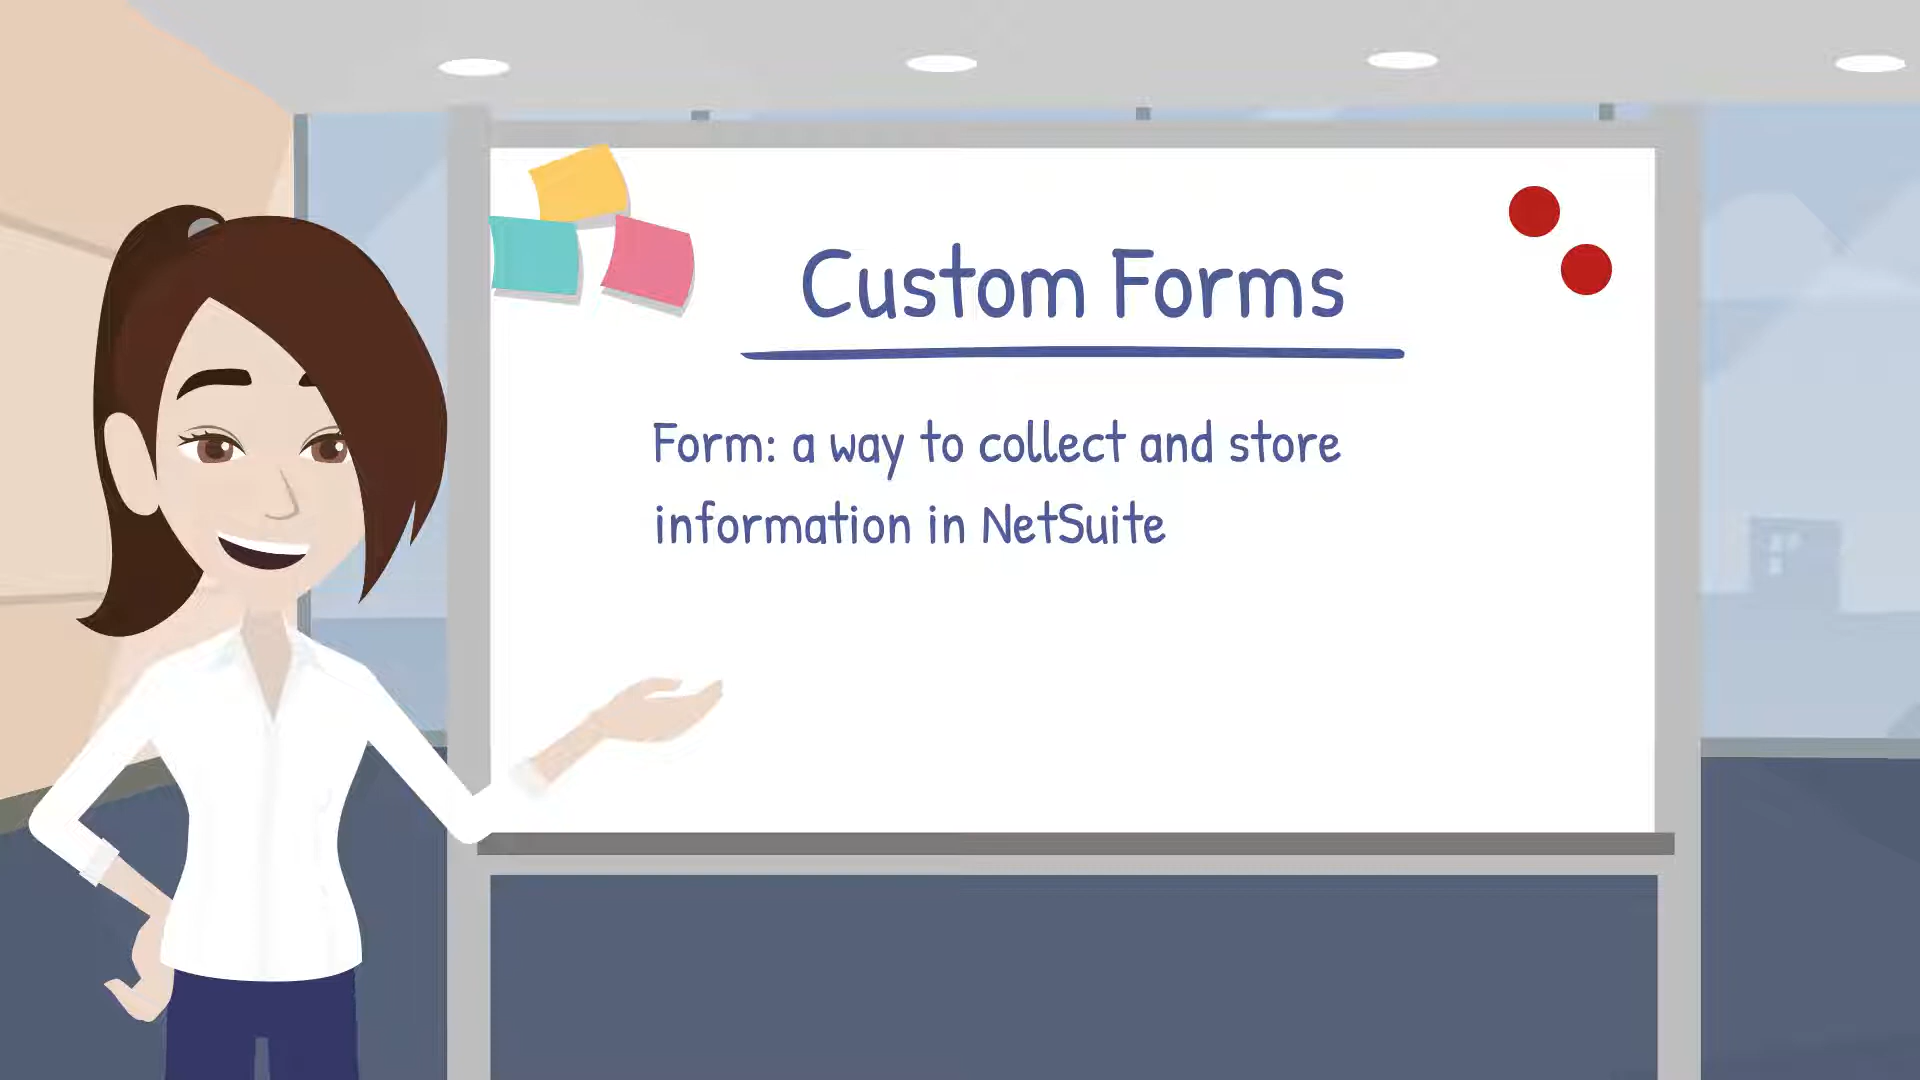 Custom Forms
Form: a way to collect and store
information in NetSuite